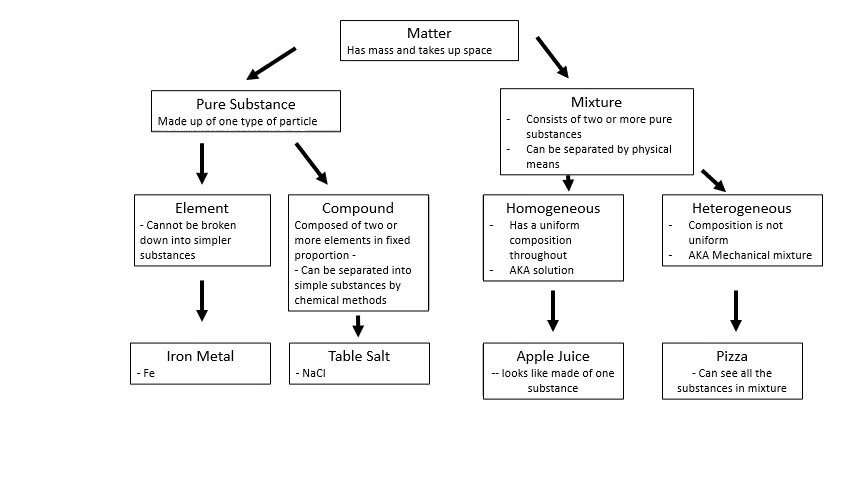 Matter
Has mass and takes up space
Pure Substance
Made up of one type of particle
Mixture
- Consists of two or more pure
substances
- Can be separated by physical
means
Element
- Cannot be broken
down into simpler
substances
Compound
Composed of two or
more elements in fixed
proportion -
- Can be separated into
simple substances by
chemical methods
Homogeneous
- Has a uniform
composition
throughout
- AKA solution
Heterogeneous
- Composition is not
uniform
- AKA Mechanical mixture
Iron Metal
- Fe
Table Salt
- NaCl
Apple Juice
-- looks like made of one
substance
Pizza
- Can see all the
substances in mixture